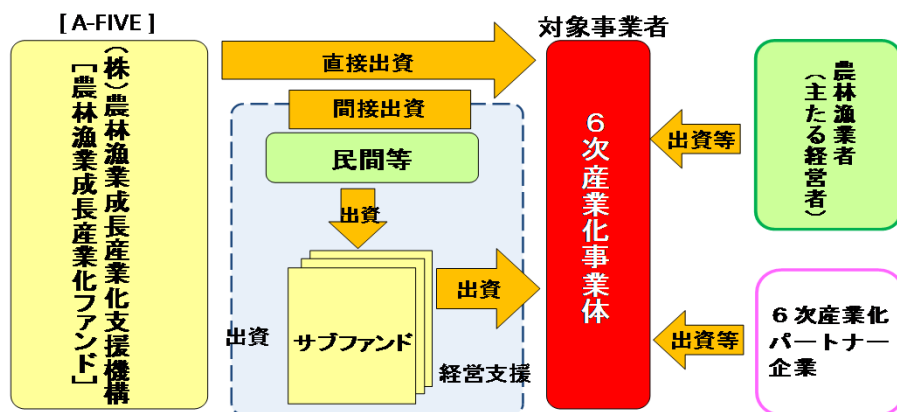 [ A-FIVE ]
(株)農林漁業成長産業化支援機構
[農林漁業成長産業化ファンド]
直接出資
間接出資
民間等
出資
サブファンド
出資
出資
経営支援
対象事業者
６次産業化事業体
出資等
農林漁業者
(主たる経営者)
出資等
６次産業化
パートナー
企業